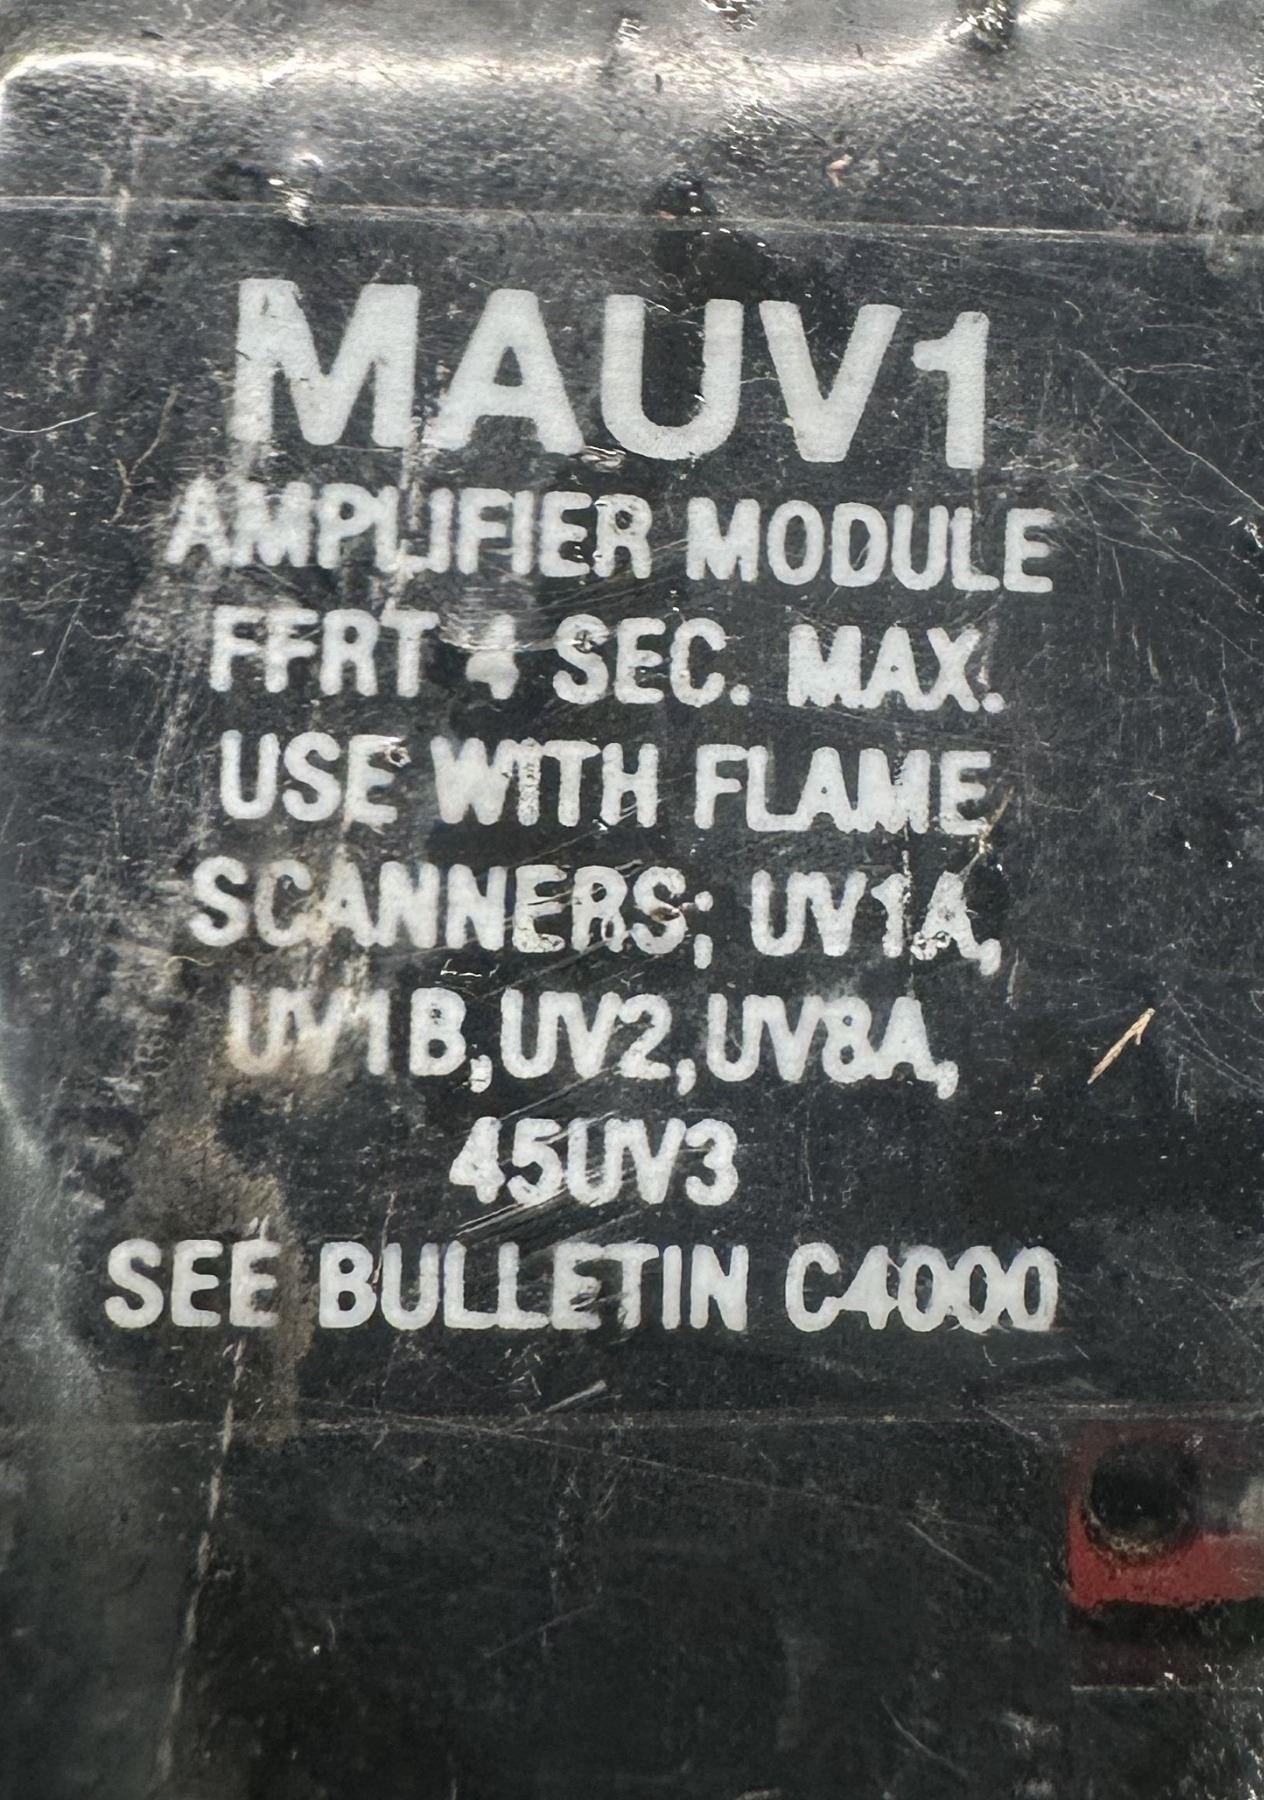 MAUV1
AMPLIFIER MODULE
FFRT 4 SEC. MAX.
USE WITH FLAME
SCANNERS; UV1A,
UV1B, UV2, UV8A,
45UV3
SEE BULLETIN C4000